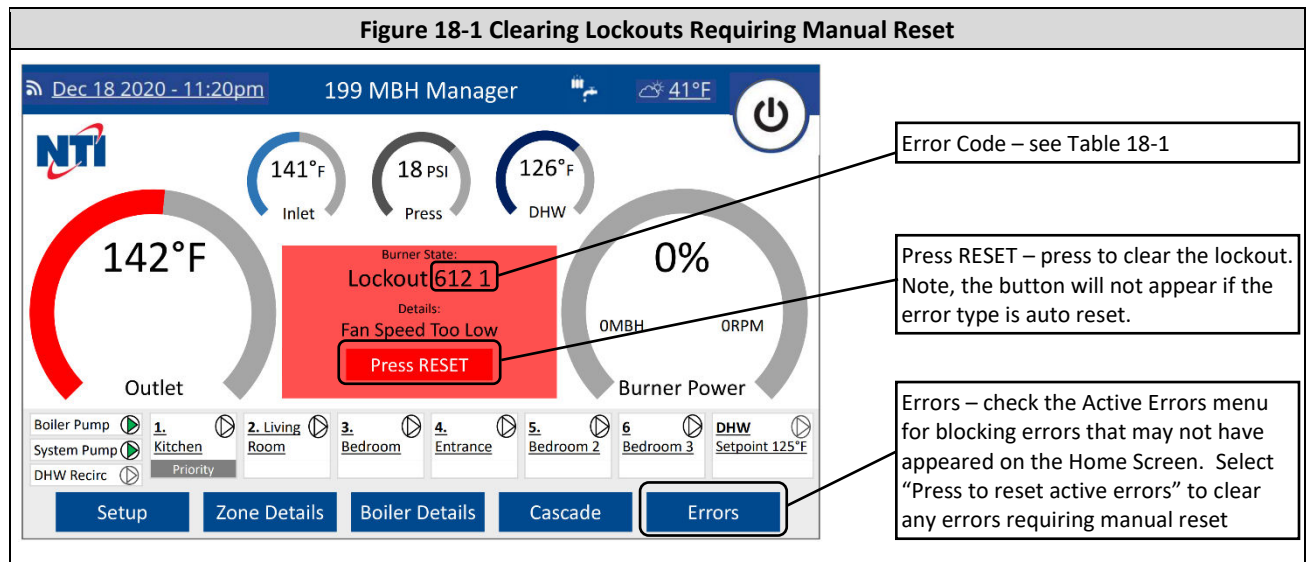 Figure 18-1 Clearing Lockouts Requiring Manual Reset
Dec 18 2020 - 11:20pm
199 MBH Manager
41°F
NTI
141°F
Inlet
18 PSI
Press
126°F
DHW
142°F
Outlet
Burner State:
Lockout 612 1
Details:
Fan Speed Too Low
Press RESET
0%
0MBH
0RPM
Burner Power
Boiler Pump
System Pump
DHW Recirc
1.
Kitchen
Priority
2. Living
Room
3.
Bedroom
4.
Entrance
5.
Bedroom 2
6
Bedroom 3
DHW
Setpoint 125°F
Setup
Zone Details
Boiler Details
Cascade
Errors
Error Code – see Table 18-1
Press RESET – press to clear the lockout.
Note, the button will not appear if the
error type is auto reset.
Errors – check the Active Errors menu
for blocking errors that may not have
appeared on the Home Screen.  Select
“Press to reset active errors” to clear
any errors requiring manual reset